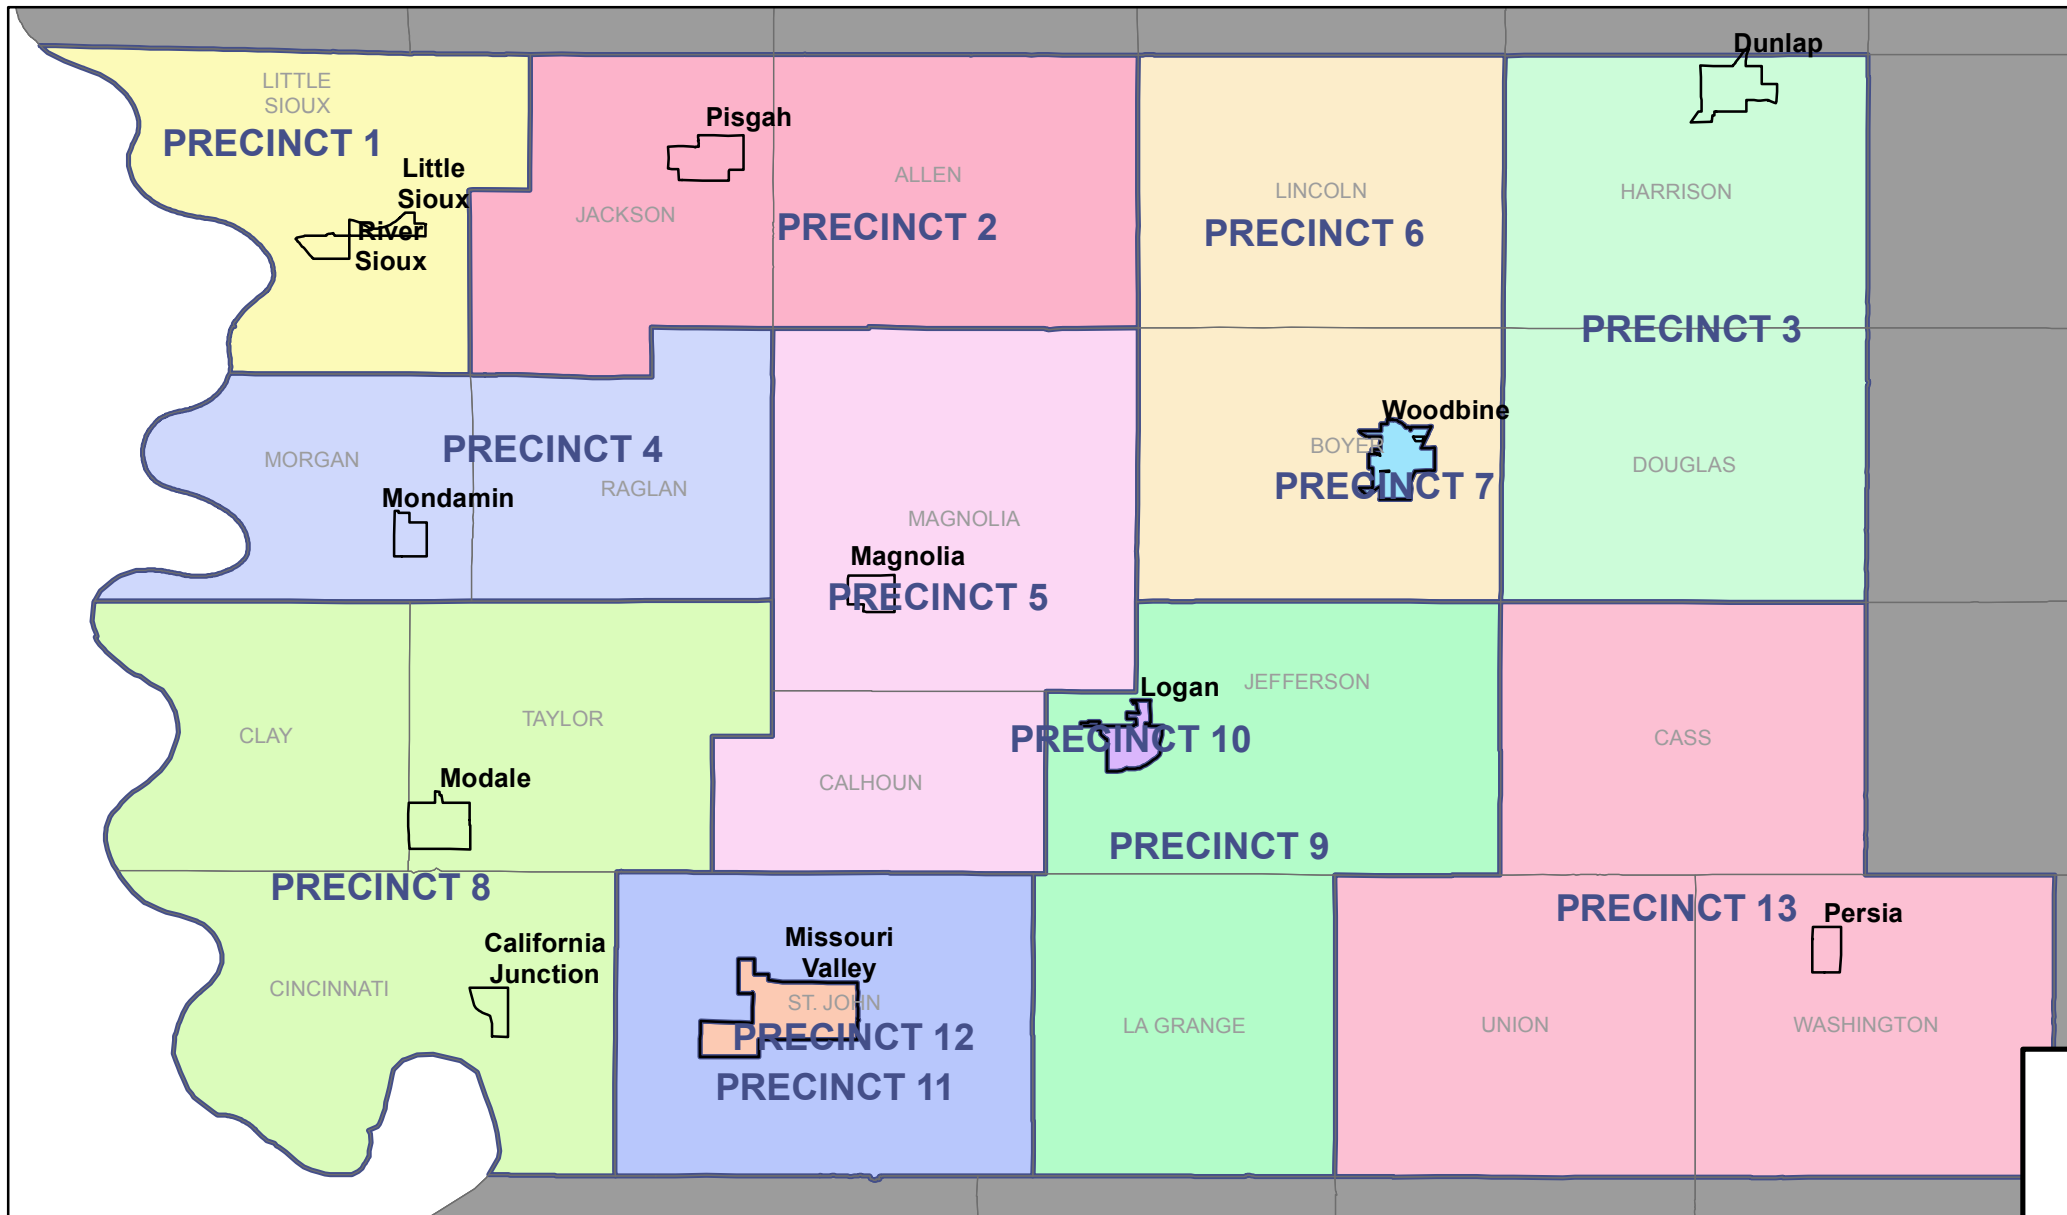 Dunlap
LITTLE
SIOUX
PRECINCT 1
Pisgah
Little
Sioux
ALLEN
LINCOLN
HARRISON
JACKSON
PRECINCT 2
PRECINCT 6
River
Sioux
PRECINCT 3
Woodbine
BOYER
MORGAN
PRECINCT 4
DOUGLAS
RAGLAN
PRECINCT 7
Mondamin
MAGNOLIA
Magnolia
PRECINCT 5
JEFFERSON
Logan
TAYLOR
CLAY
PRECINCT 10
CASS
Modale
CALHOUN
PRECINCT 9
PRECINCT 8
PRECINCT 13
Persia
Missouri
Valley
California
Junction
CINCINNATI
ST. JOHN
LA GRANGE
UNION
WASHINGTON
PRECINCT 12
PRECINCT 11